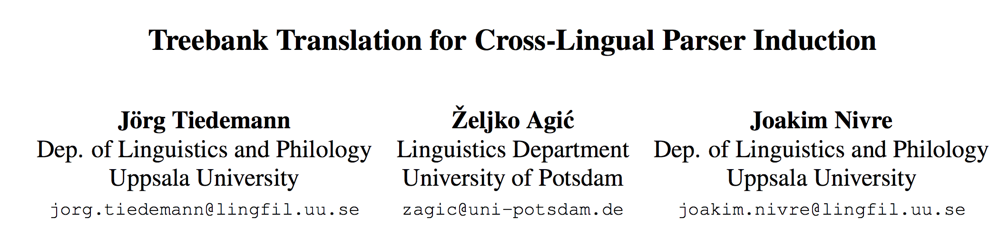 Treebank Translation for Cross-Lingual Parser Induction
Jörg Tiedemann
Dep. of Linguistics and Philology
Uppsala University
jorg.tiedemann@lingfil.uu.se
Željko Agić
Linguistics Department
University of Potsdam
zagic@uni-potsdam.de
Joakim Nivre
Dep. of Linguistics and Philology
Uppsala University
joakim.nivre@lingfil.uu.se